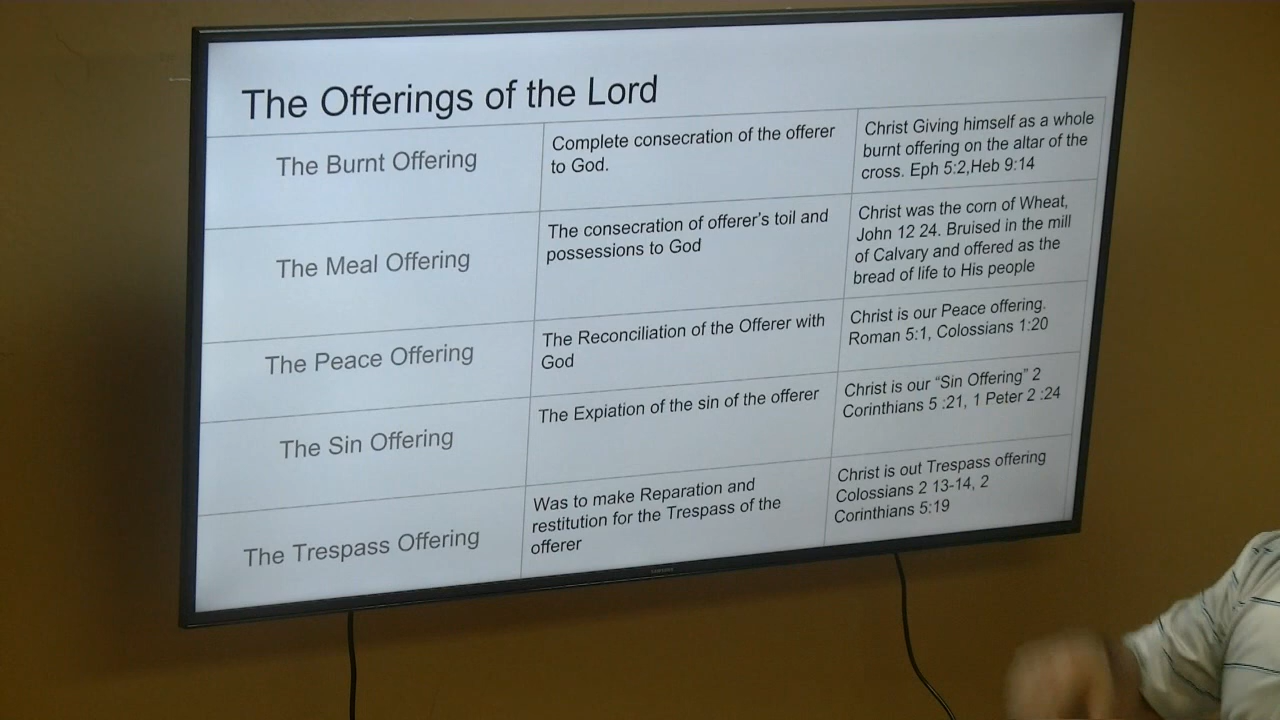 The Offerings of the Lord
The Burnt Offering
Complete consecration of the offerer
to God.
Christ Giving himself as a whole
burnt offering on the altar of the
cross. Eph 5:2,Heb 9:14
The Meal Offering
The consecration of offerer's toil and
possessions to God
Christ was the corn of Wheat,
John 12 24. Bruised in the mill
of Calvary and offered as the
bread of life to His people
The Peace Offering
The Reconciliation of the Offerer with
God
Christ is our Peace offering.
Roman 5:1, Colossians 1:20
The Sin Offering
The Expiation of the sin of the offerer
Christ is our “Sin Offering” 2
Corinthians 5 :21, 1 Peter 2 :24
The Trespass Offering
Was to make Reparation and
restitution for the Trespass of the
offerer
Christ is out Trespass offering
Colossians 2 13-14, 2
Corinthians 5:19
SAMSUNG